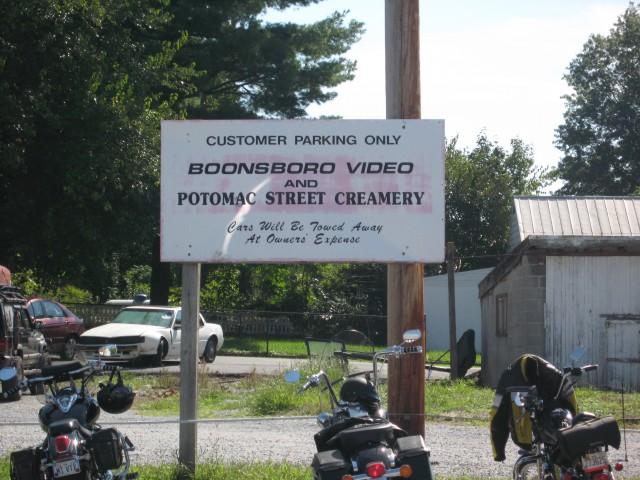 CUSTOMER PARKING ONLY
BOONSBORO VIDEO
AND
POTOMAC STREET CREAMERY
Cars Will Be Towed Away
At Owners' Expense